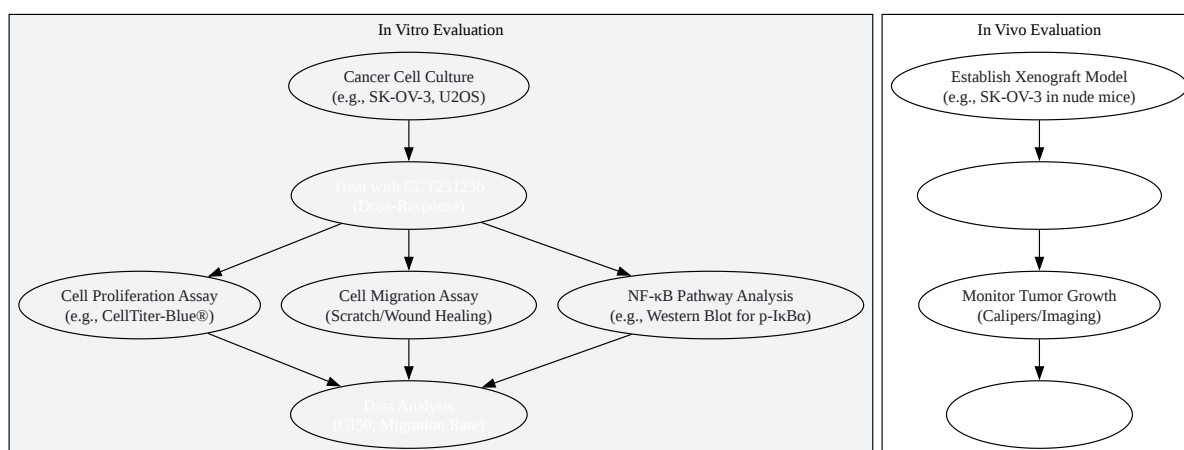 In Vitro Evaluation
Cancer Cell Culture
(e.g., SK-OV-3, U2OS)
Treat with CCT251236
(Dose-Response)
Cell Proliferation Assay
(e.g., CellTiter-Blue®)
Cell Migration Assay
(Scratch/Wound Healing)
NF-κB Pathway Analysis
(e.g., Western Blot for p-IκBα)
Data Analysis
(GI50, Migration Rate)
In Vivo Evaluation
Establish Xenograft Model
(e.g., SK-OV-3 in nude mice)
Monitor Tumor Growth
(Calipers/Imaging)